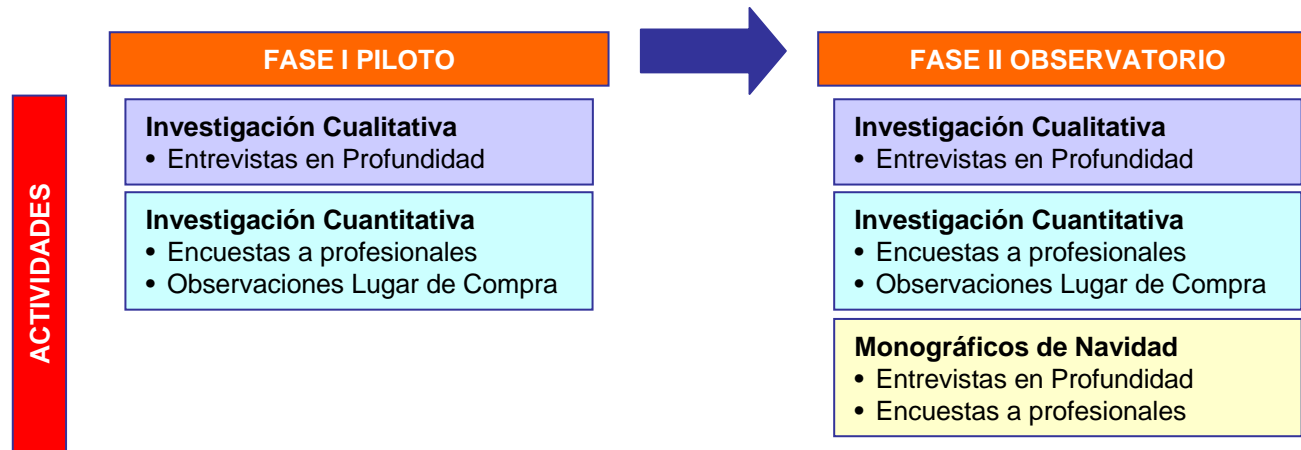 FASE I PILOTO
FASE II OBSERVATORIO
ACTIVIDADES
Investigación Cualitativa
• Entrevistas en Profundidad
Investigación Cuantitativa
• Encuestas a profesionales
• Observaciones Lugar de Compra
Investigación Cualitativa
• Entrevistas en Profundidad
Investigación Cuantitativa
• Encuestas a profesionales
• Observaciones Lugar de Compra
Monográficos de Navidad
• Entrevistas en Profundidad
• Encuestas a profesionales